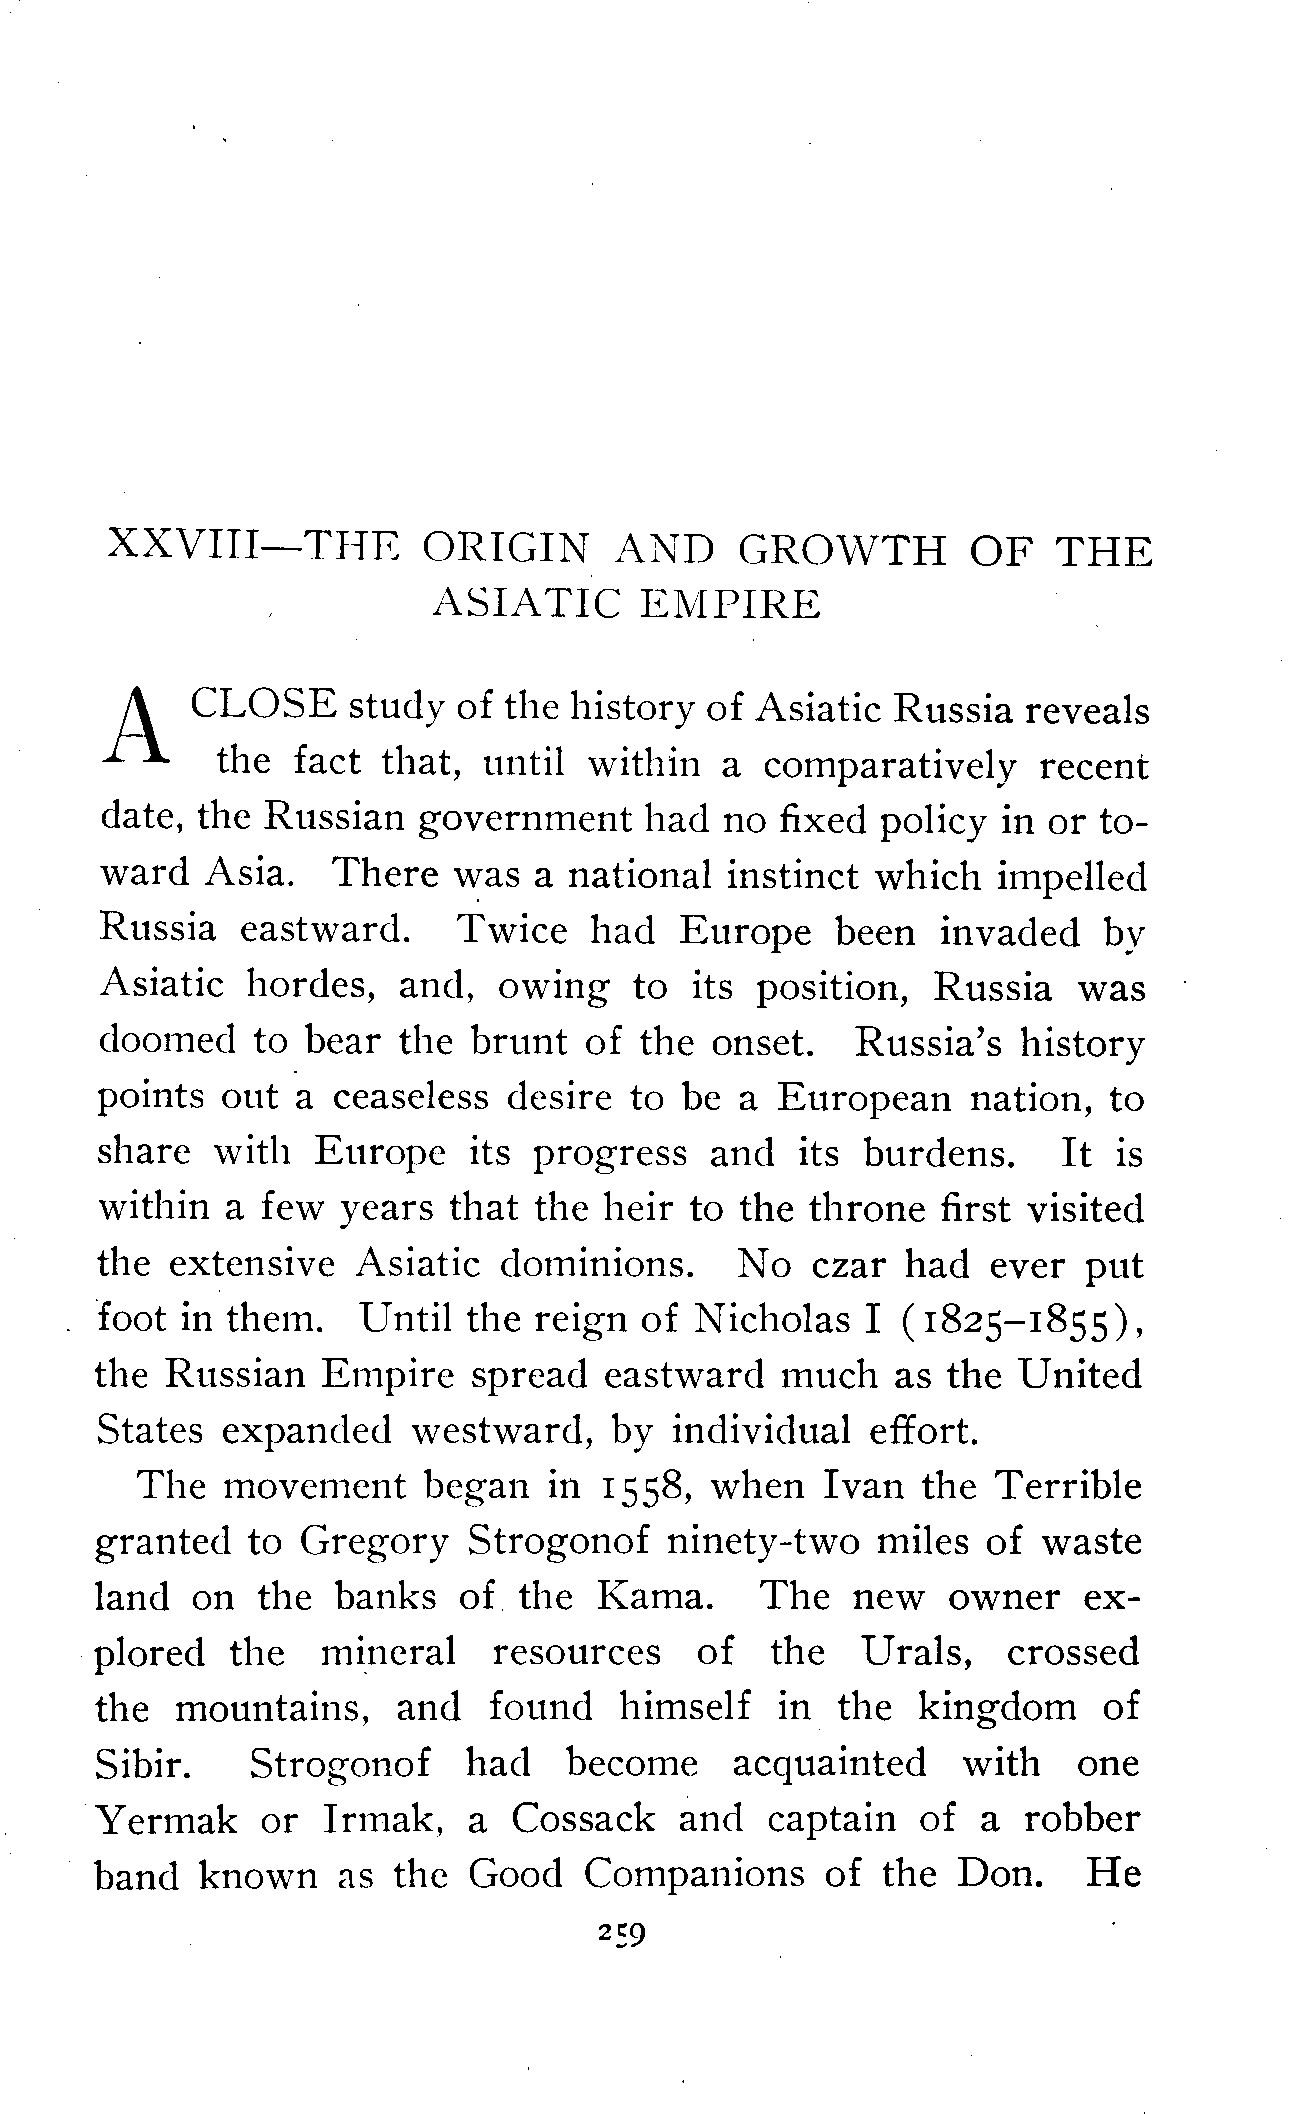 XXVIII—THE ORIGIN AND GROWTH OF THE
ASIATIC EMPIRE
A CLOSE study of the history of Asiatic Russia reveals
the fact that, until within a comparatively recent
date, the Russian government had no fixed policy in or to-
ward Asia. There was a national instinct which impelled
Russia eastward. Twice had Europe been invaded by
Asiatic hordes, and, owing to its position, Russia was
doomed to bear the brunt of the onset. Russia's history
points out a ceaseless desire to be a European nation, to
share with Europe its progress and its burdens. It is
within a few years that the heir to the throne first visited
the extensive Asiatic dominions. No czar had ever put
foot in them. Until the reign of Nicholas I (1825–1855),
the Russian Empire spread eastward much as the United
States expanded westward, by individual effort.
The movement began in 1558, when Ivan the Terrible
granted to Gregory Strogonof ninety-two miles of waste
land on the banks of the Kama. The new owner ex-
plored the mineral resources of the Urals, crossed
the mountains, and found himself in the kingdom of
Sibir. Strogonof had become acquainted with one
Yermak or Irmak, a Cossack and captain of a robber
band known as the Good Companions of the Don. He
259